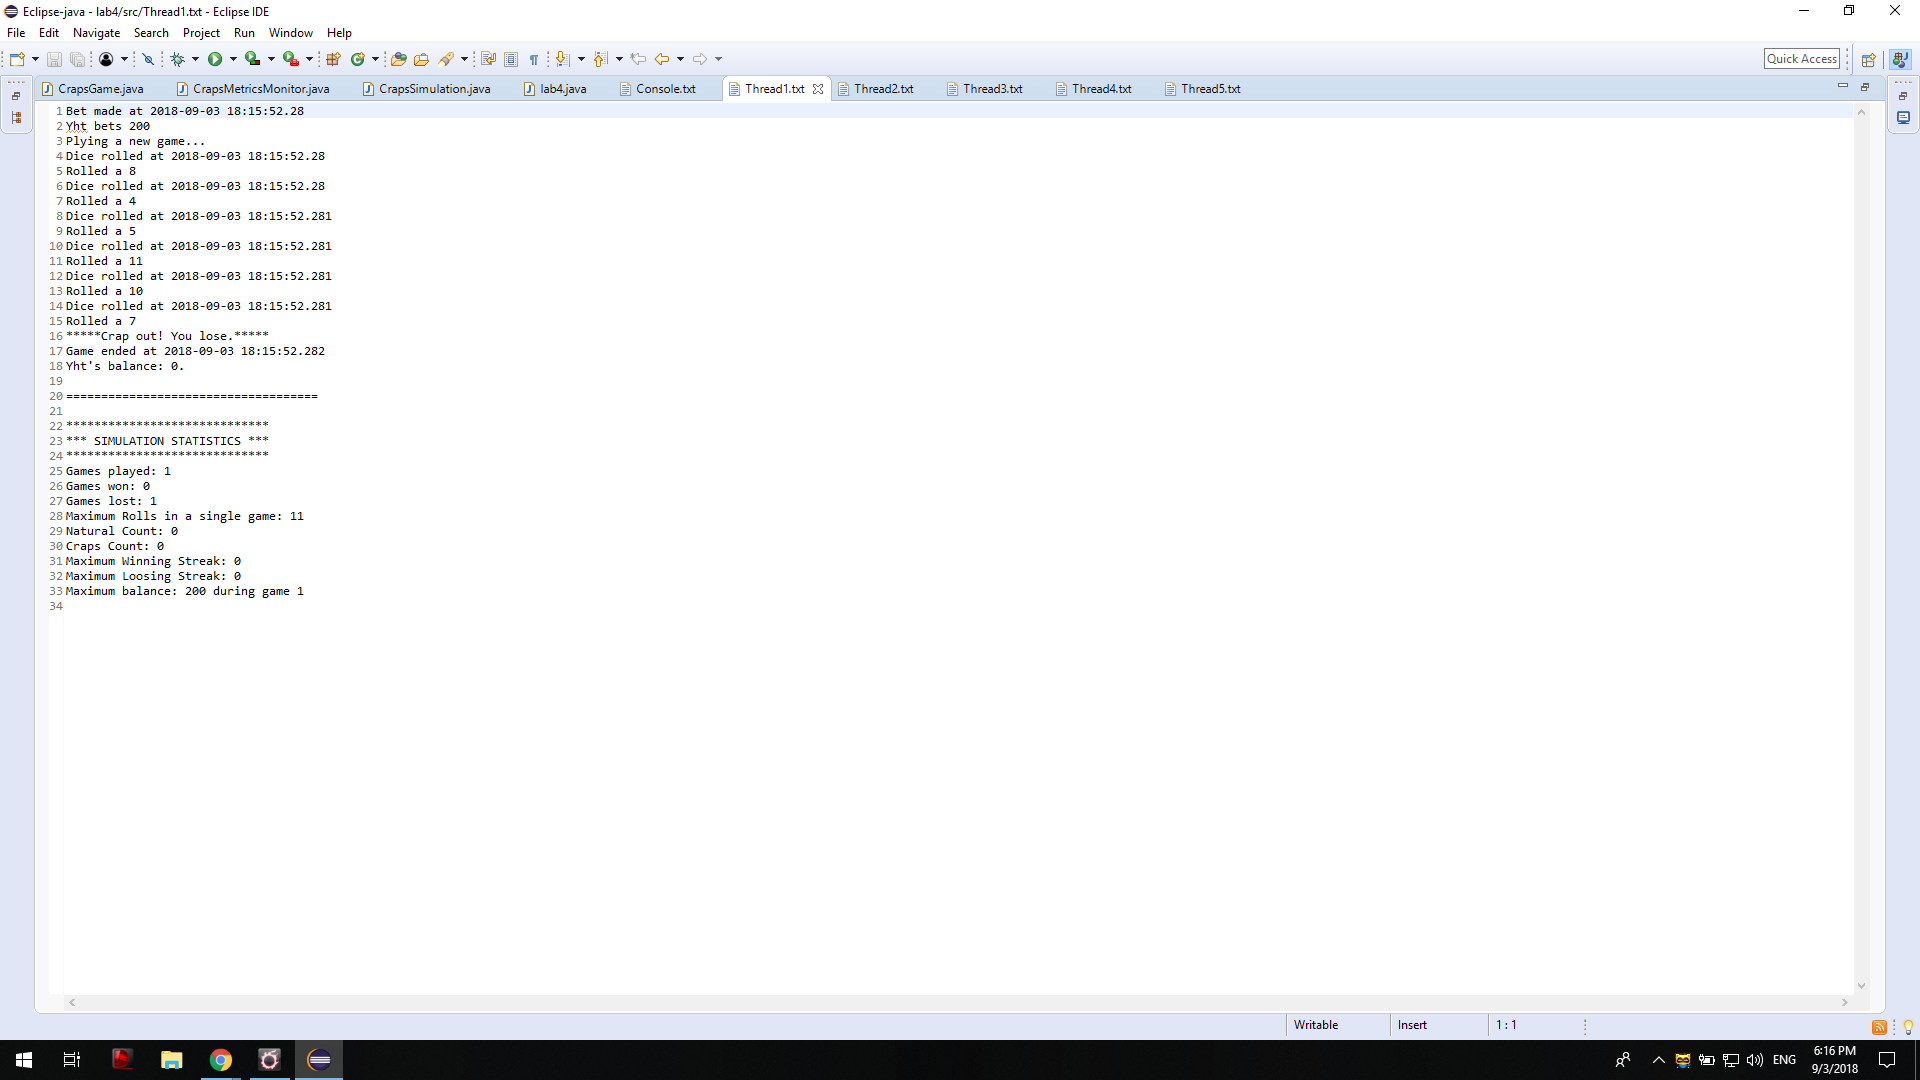 Eclipse-java - lab4/src/Thread1.txt - Eclipse IDE
File Edit Navigate Search Project Run Window Help
Quick Access
CrapsGame.java CrapsMetricsMonitor.java CrapsSimulation.java lab4.java Console.txt Thread1.txt Thread2.txt Thread3.txt Thread4.txt Thread5.txt
1 Bet made at 2018-09-03 18:15:52.28
2 Yht bets 200
3 Plying a new game...
4 Dice rolled at 2018-09-03 18:15:52.28
5 Rolled a 8
6 Dice rolled at 2018-09-03 18:15:52.28
7 Rolled a 4
8 Dice rolled at 2018-09-03 18:15:52.281
9 Rolled a 5
10 Dice rolled at 2018-09-03 18:15:52.281
11 Rolled a 11
12 Dice rolled at 2018-09-03 18:15:52.281
13 Rolled a 10
14 Dice rolled at 2018-09-03 18:15:52.281
15 Rolled a 7
16 *****Crap out! You lose.*****
17 Game ended at 2018-09-03 18:15:52.282
18 Yht's balance: 0.
19
20 ====================================
21
22 *****************************
23 *** SIMULATION STATISTICS ***
24 *****************************
25 Games played: 1
26 Games won: 0
27 Games lost: 1
28 Maximum Rolls in a single game: 11
29 Natural Count: 0
30 Craps Count: 0
31 Maximum Winning Streak: 0
32 Maximum Loosing Streak: 0
33 Maximum balance: 200 during game 1
34
Writable Insert 1 : 1
ENG
6:16 PM
9/3/2018